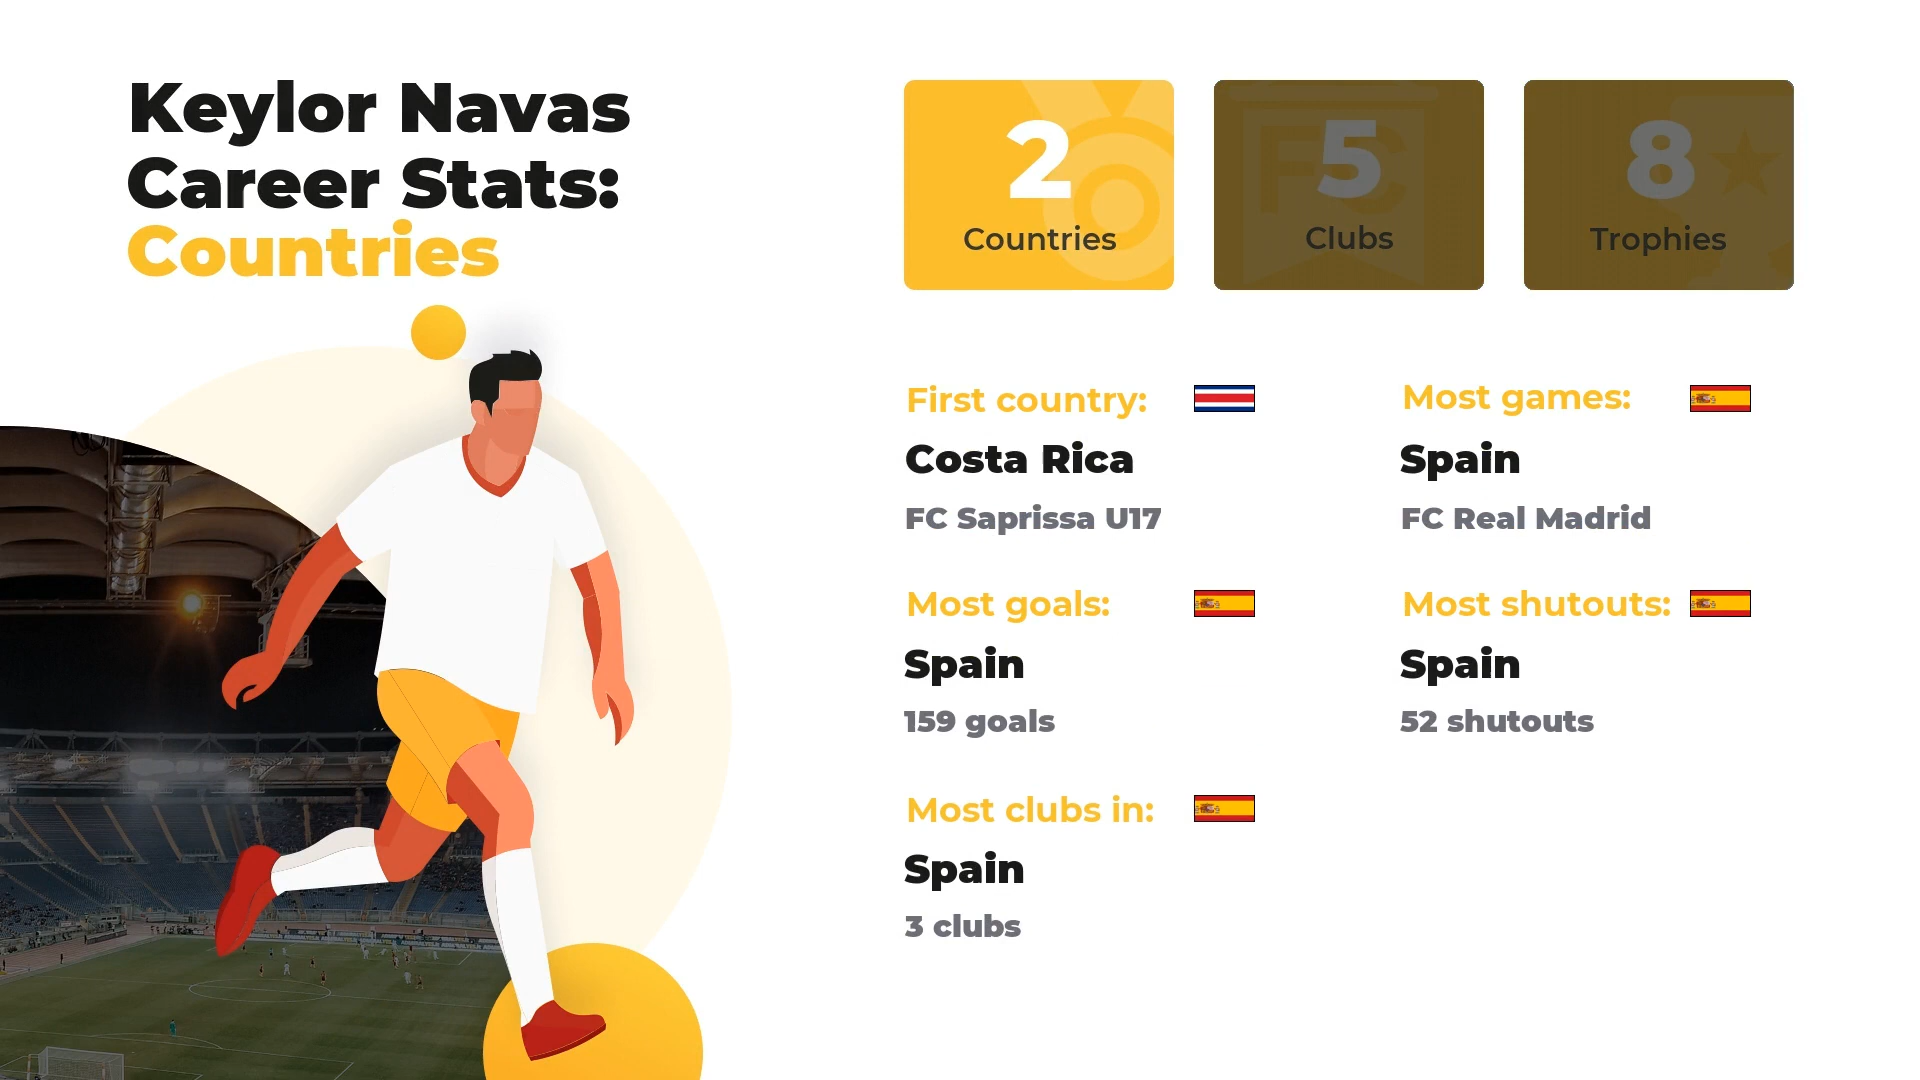 Keylor Navas
Career Stats:
Countries
2
Countries
FC
5
Clubs
8
Trophies
First country:
Costa Rica
FC Saprissa U17
Most games:
Spain
FC Real Madrid
Most goals:
Spain
159 goals
Most shutouts:
Spain
52 shutouts
Most clubs in:
Spain
3 clubs